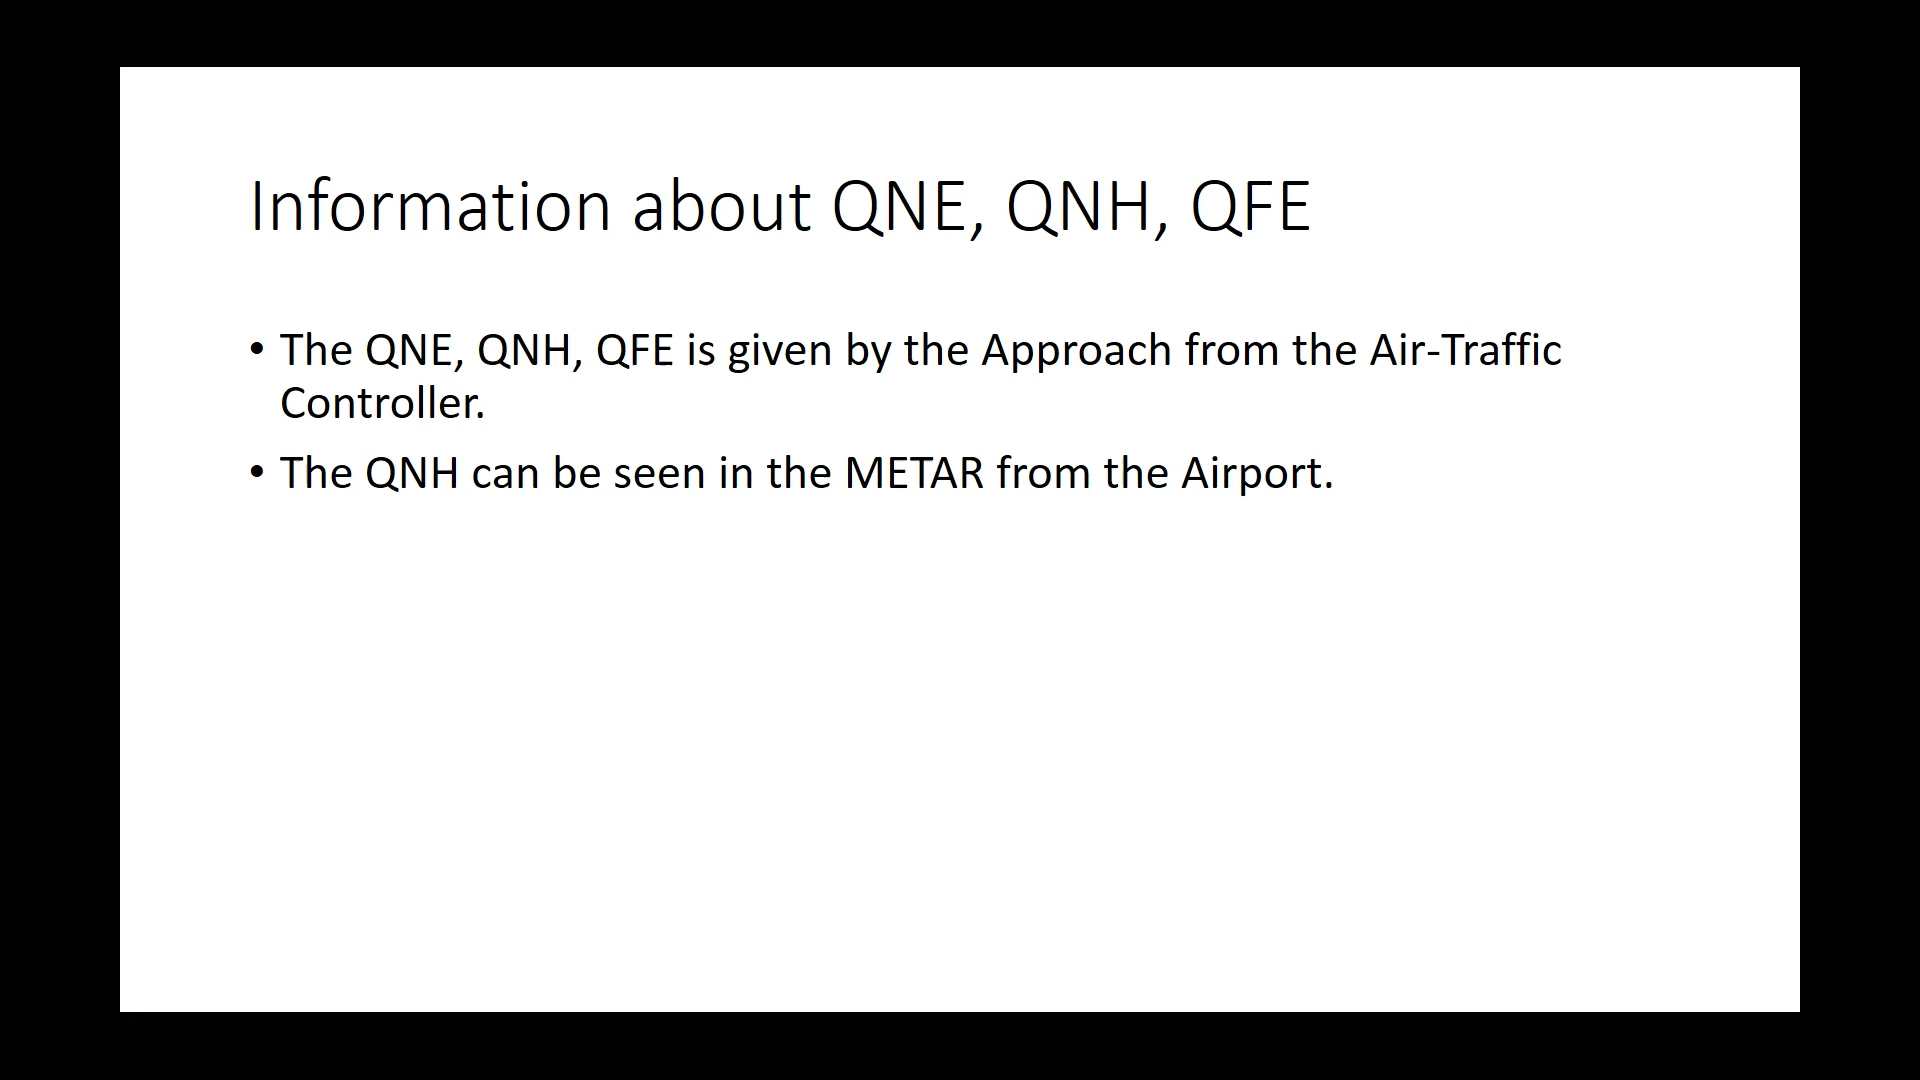 Information about QNE, QNH, QFE
• The QNE, QNH, QFE is given by the Approach from the Air-Traffic
Controller.
• The QNH can be seen in the METAR from the Airport.